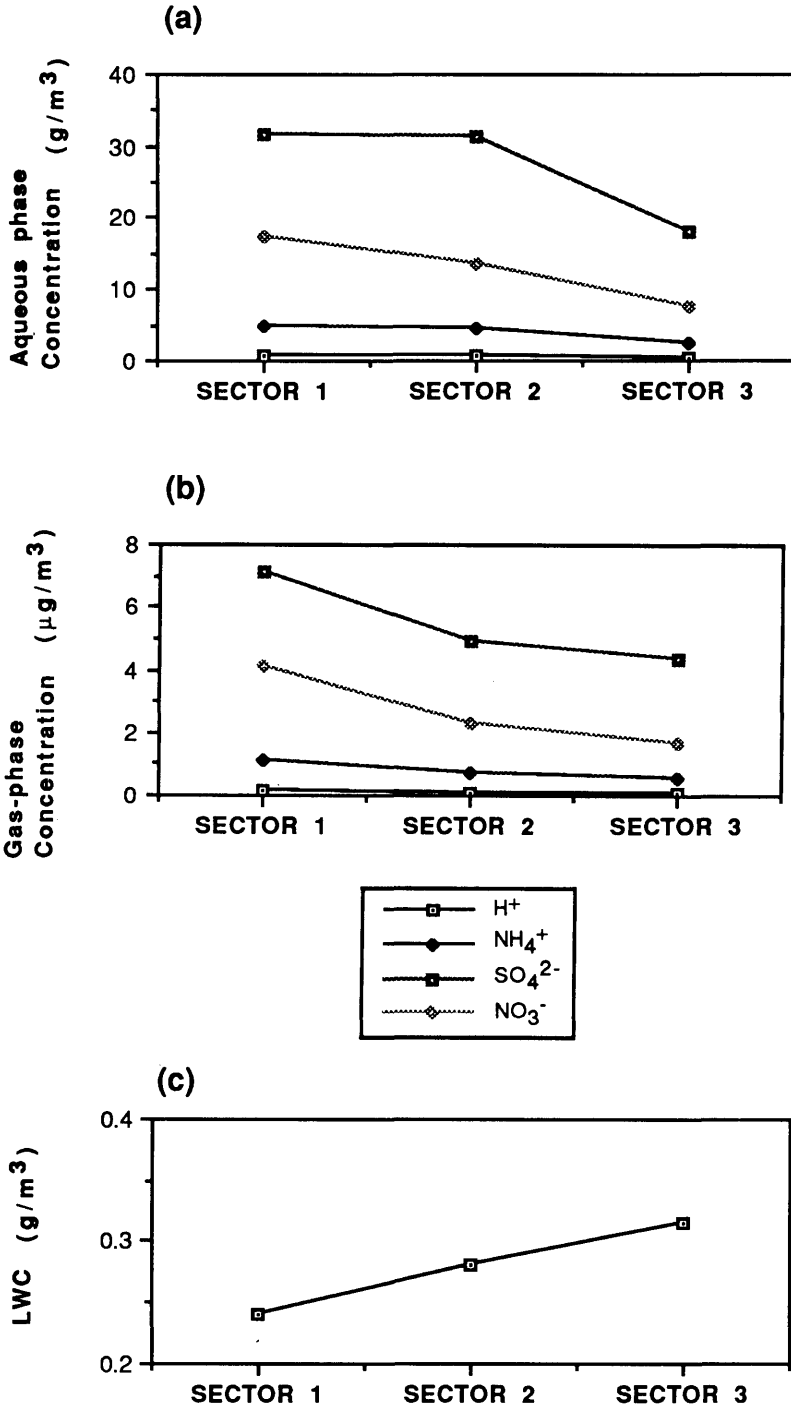 (a)
Aqueous phase
Concentration (g/m³)
40
30
20
10
0
SECTOR 1 SECTOR 2 SECTOR 3
(b)
Gas-phase
Concentration (μg/m³)
8
6
4
2
0
SECTOR 1 SECTOR 2 SECTOR 3
H⁺
NH₄⁺
SO₄²⁻
NO₃⁻
(c)
LWC (g/m³)
0.4
0.3
0.2
SECTOR 1 SECTOR 2 SECTOR 3